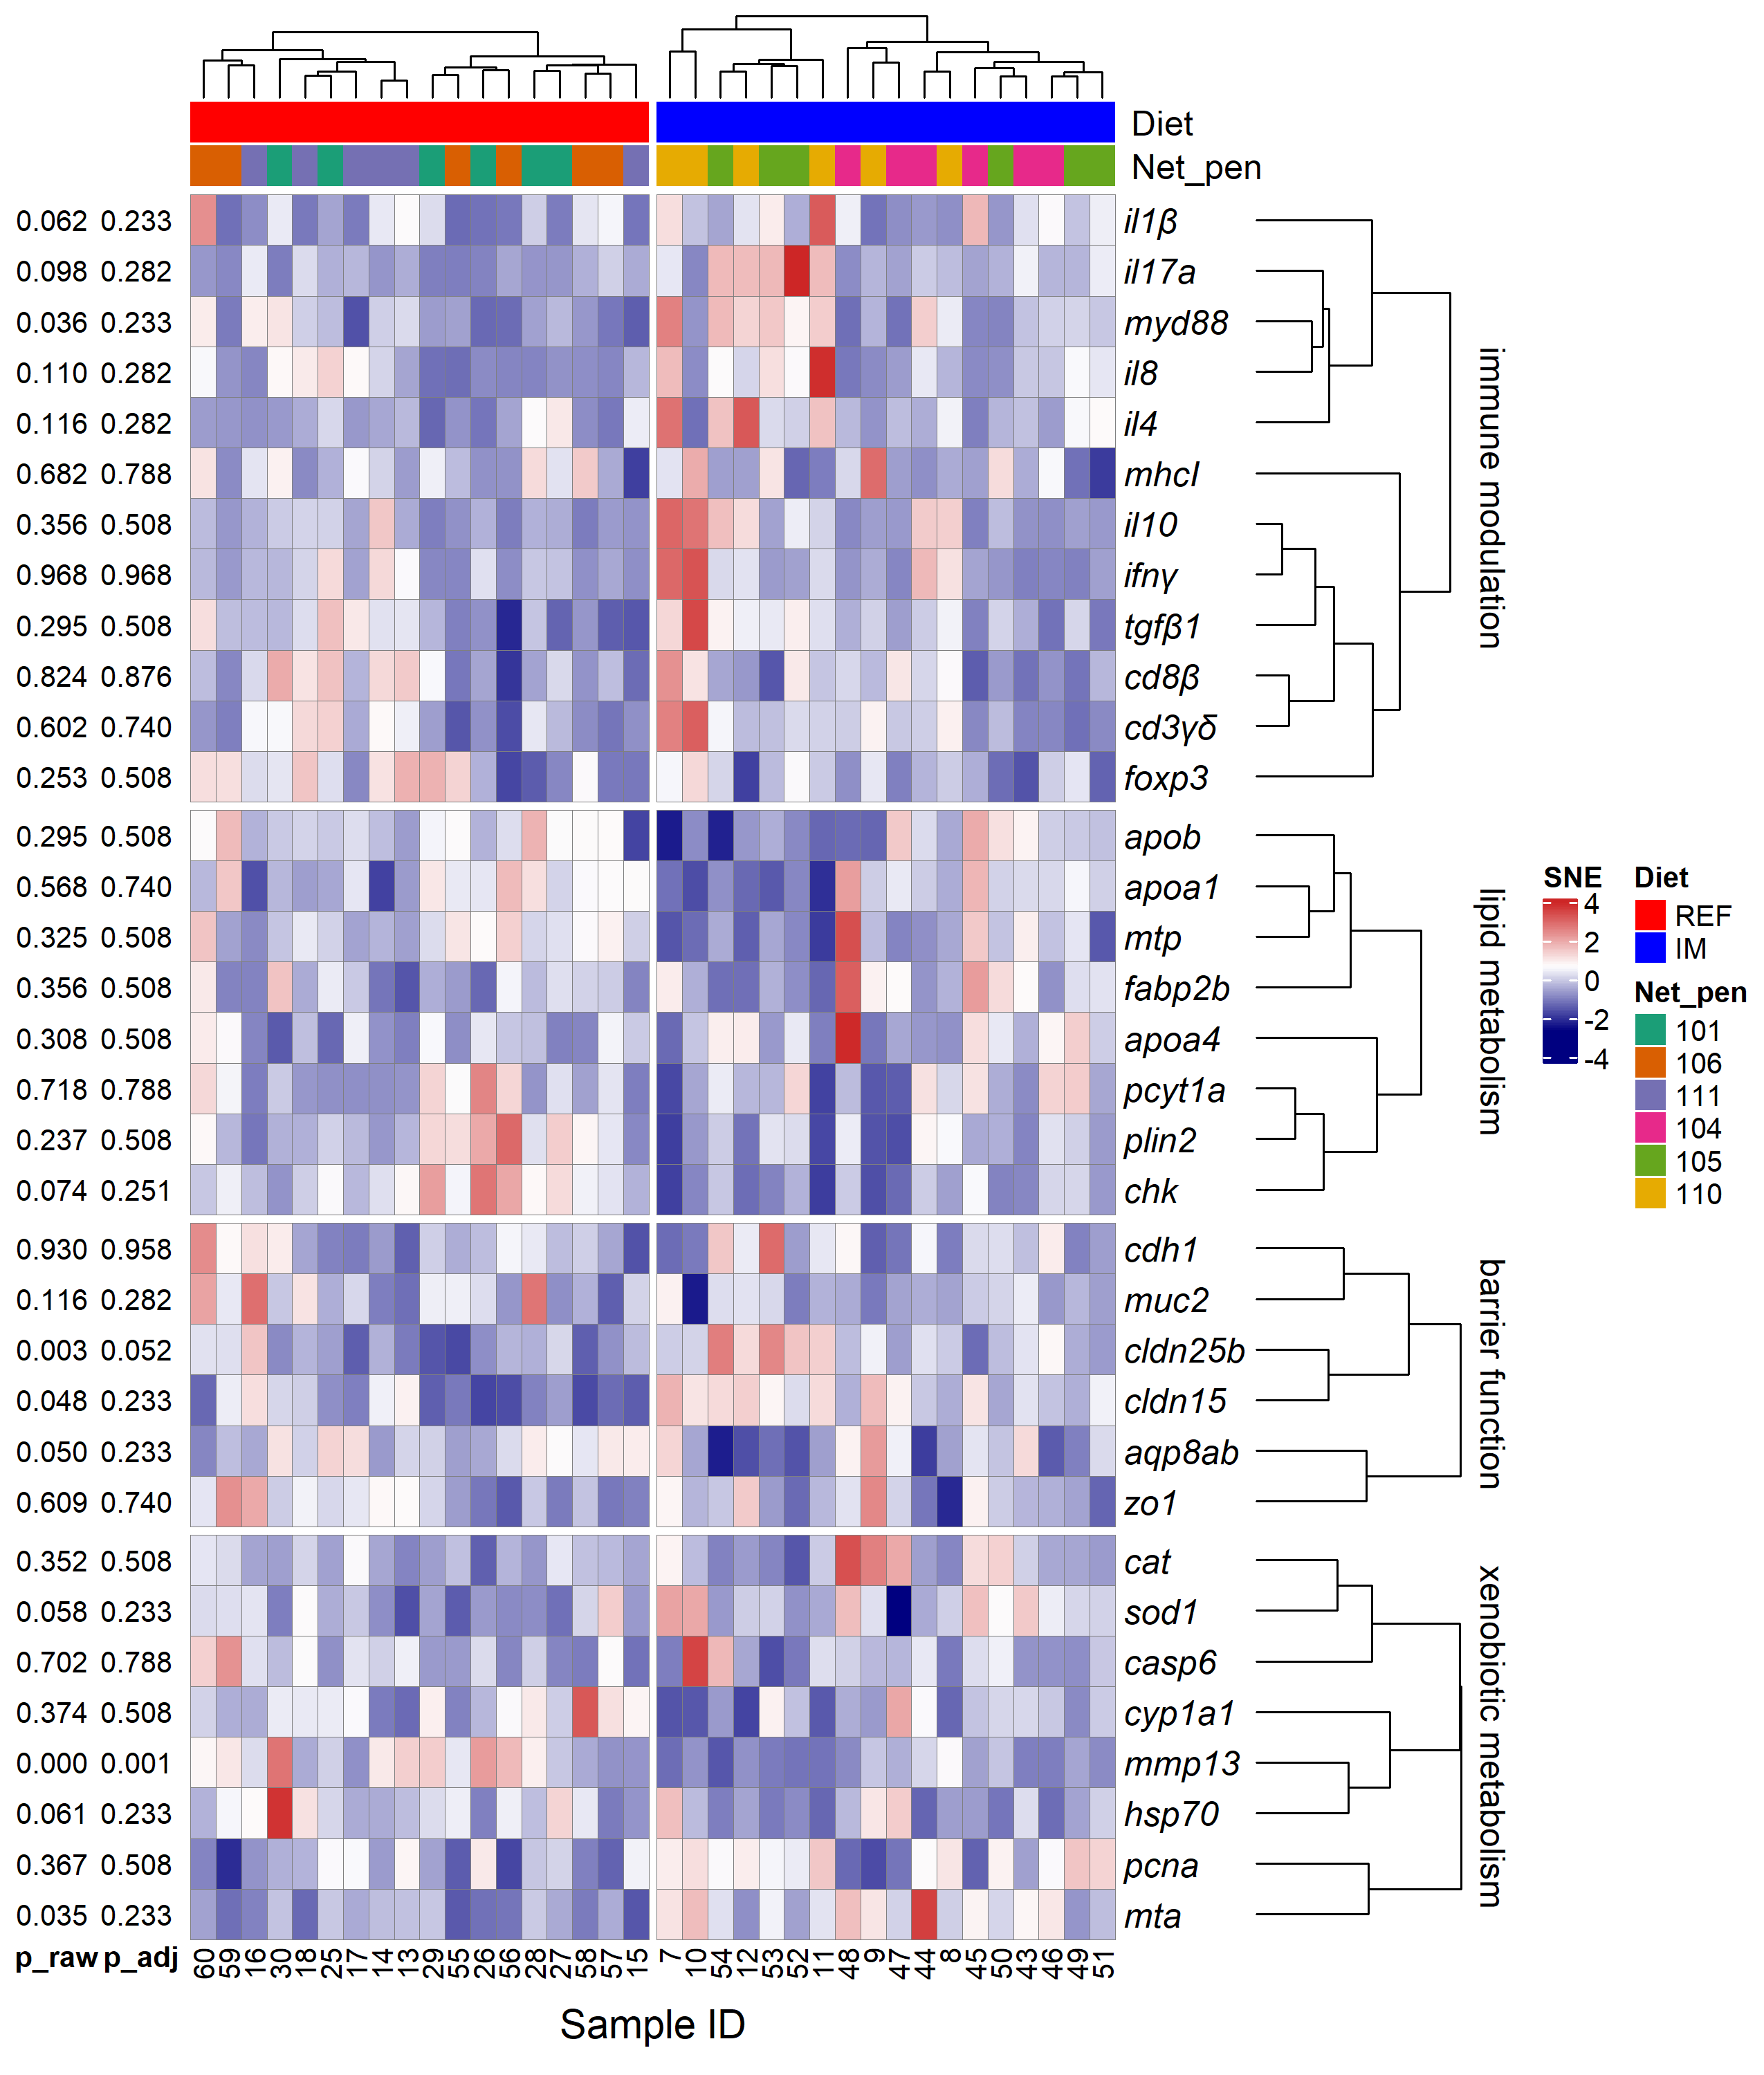 Diet
Net_pen
0.062 0.233 il1β
0.098 0.282 il17a
0.036 0.233 myd88
0.110 0.282 il8
0.116 0.282 il4
0.682 0.788 mhcI
0.356 0.508 il10
0.968 0.968 ifnγ
0.295 0.508 tgfβ1
0.824 0.876 cd8β
0.602 0.740 cd3γδ
0.253 0.508 foxp3
immune modulation
0.295 0.508 apob
0.568 0.740 apoa1
0.325 0.508 mtp
0.356 0.508 fabp2b
0.308 0.508 apoa4
0.718 0.788 pcyt1a
0.237 0.508 plin2
0.074 0.251 chk
lipid metabolism
0.930 0.958 cdh1
0.116 0.282 muc2
0.003 0.052 cldn25b
0.048 0.233 cldn15
0.050 0.233 aqp8ab
0.609 0.740 zo1
barrier function
0.352 0.508 cat
0.058 0.233 sod1
0.702 0.788 casp6
0.374 0.508 cyp1a1
0.000 0.001 mmp13
0.061 0.233 hsp70
0.367 0.508 pcna
0.035 0.233 mta
xenobiotic metabolism
p_raw p_adj 60 59 16 30 18 25 17 14 13 29 55 26 56 28 27 58 57 15 7 10 54 12 53 52 11 48 9 47 44 8 45 50 43 46 49 51
Sample ID
SNE
4
2
0
-2
-4
Diet
REF
IM
Net_pen
101
106
111
104
105
110